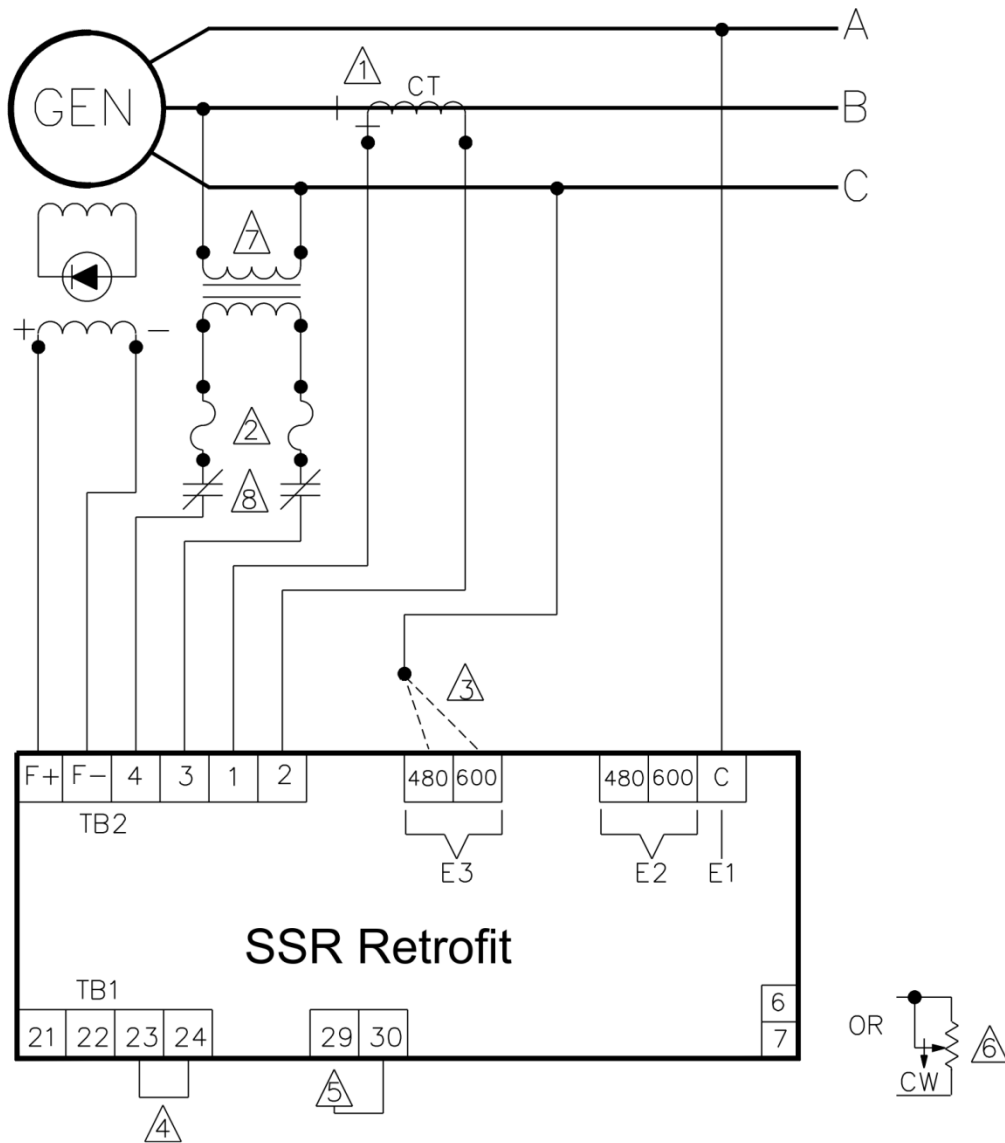 A
1
CT
GEN
B
C
7
+ -
2
8
3
F+ F- 4 3 1 2 480 600 480 600 C
TB2
E3 E2 E1
SSR Retrofit
TB1
6
21 22 23 24 29 30 7
OR
6
CW
5
4